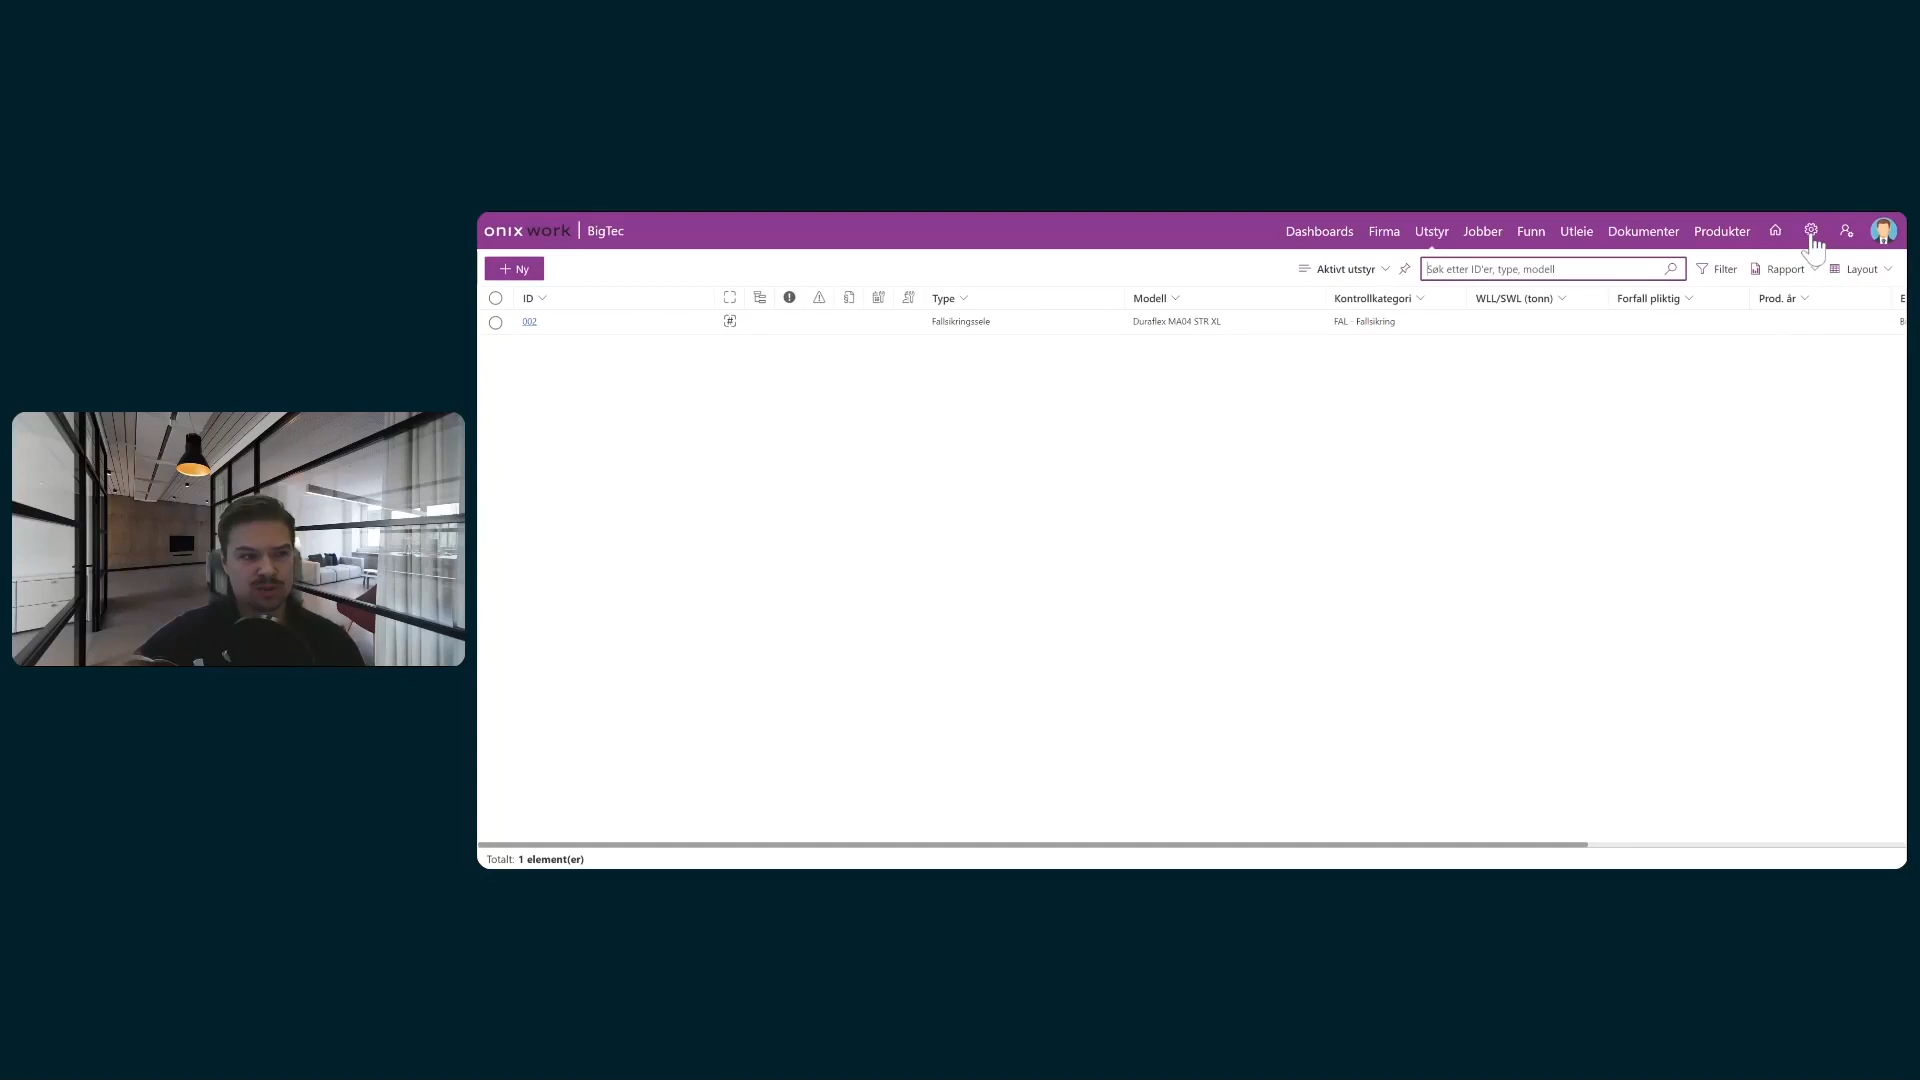 onix work | BigTec
Dashboards Firma Utstyr Jobber Funn Utleie Dokumenter Produkter
+ Ny
Aktivt utstyr
Søk etter ID'er, type, modell
Filter
Rapport
Layout
ID Type Modell Kontrollkategori WLL/SWL (tonn) Forfall pliktig Prod. år E
002 # Fallsikringssele Duraflex MA04 STR XL FAL - Fallsikring B
Totalt: 1 element(er)